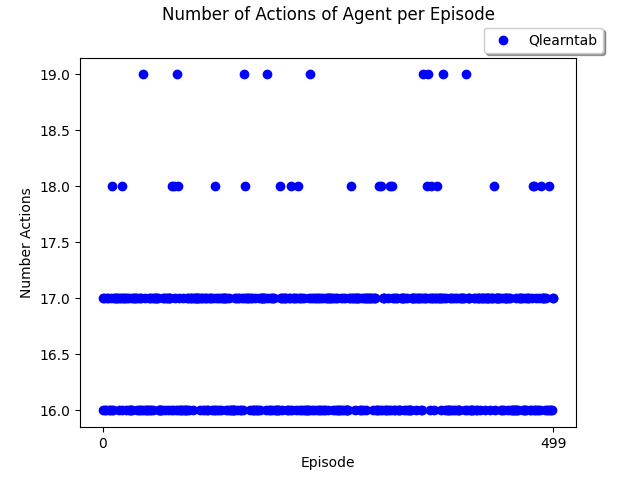 Number of Actions of Agent per Episode
Qlearntab
19.0
18.5
18.0
17.5
17.0
16.5
16.0
Number Actions
0
499
Episode